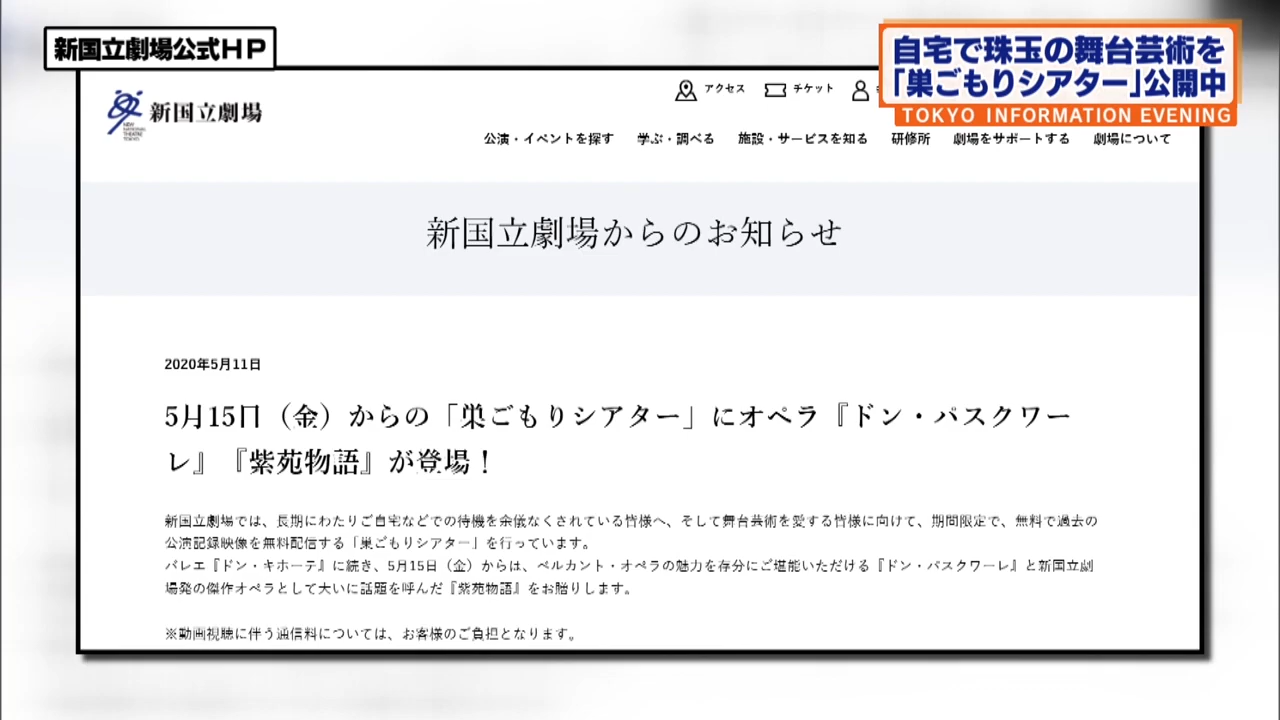 新国立劇場公式HP
自宅で珠玉の舞台芸術を
「巣ごもりシアター」公開中
TOKYO INFORMATION EVENING
NEW NATIONAL THEATRE TOKYO
新国立劇場
アクセス チケット
公演・イベントを探す 学ぶ・調べる 施設・サービスを知る 研修所 劇場をサポートする 劇場について
新国立劇場からのお知らせ
2020年5月11日
5月15日（金）からの「巣ごもりシアター」にオペラ『ドン・パスクワー
レ』『紫苑物語』が登場！
新国立劇場では、長期にわたりご自宅などでの待機を余儀なくされている皆様へ、そして舞台芸術を愛する皆様に向けて、期間限定で、無料で過去の
公演記録映像を無料配信する「巣ごもりシアター」を行っています。
バレエ『ドン・キホーテ』に続き、5月15日（金）からは、ベルカント・オペラの魅力を存分にご堪能いただける『ドン・パスクワーレ』と新国立劇
場発の傑作オペラとして大いに話題を呼んだ『紫苑物語』をお贈りします。
※動画視聴に伴う通信料については、お客様のご負担となります。